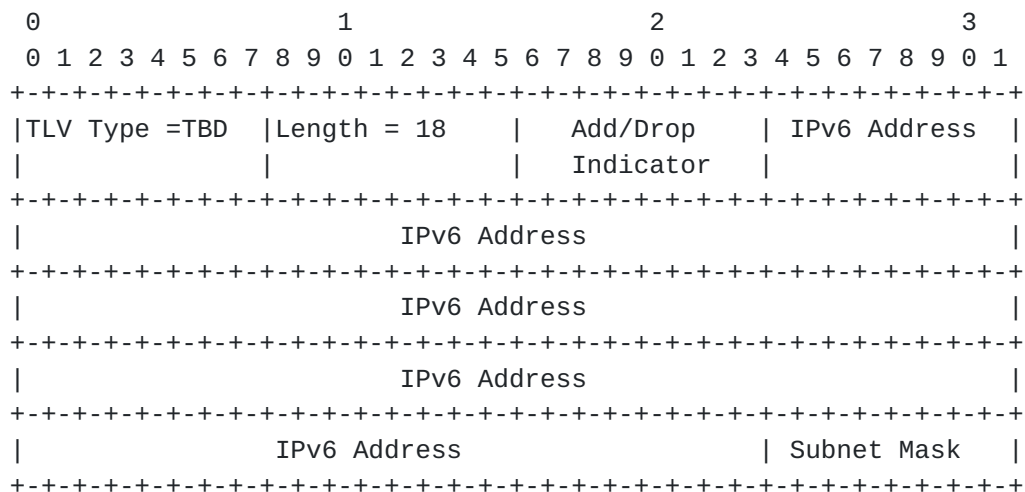 0                   1                   2                   3
 0 1 2 3 4 5 6 7 8 9 0 1 2 3 4 5 6 7 8 9 0 1 2 3 4 5 6 7 8 9 0 1
+-+-+-+-+-+-+-+-+-+-+-+-+-+-+-+-+-+-+-+-+-+-+-+-+-+-+-+-+-+-+-+-+
|TLV Type =TBD  |Length = 18    |   Add/Drop    | IPv6 Address  |
|               |               |   Indicator   |               |
+-+-+-+-+-+-+-+-+-+-+-+-+-+-+-+-+-+-+-+-+-+-+-+-+-+-+-+-+-+-+-+-+
|                        IPv6 Address                           |
+-+-+-+-+-+-+-+-+-+-+-+-+-+-+-+-+-+-+-+-+-+-+-+-+-+-+-+-+-+-+-+-+
|                        IPv6 Address                           |
+-+-+-+-+-+-+-+-+-+-+-+-+-+-+-+-+-+-+-+-+-+-+-+-+-+-+-+-+-+-+-+-+
|                        IPv6 Address                           |
+-+-+-+-+-+-+-+-+-+-+-+-+-+-+-+-+-+-+-+-+-+-+-+-+-+-+-+-+-+-+-+-+
|                IPv6 Address                   | Subnet Mask   |
+-+-+-+-+-+-+-+-+-+-+-+-+-+-+-+-+-+-+-+-+-+-+-+-+-+-+-+-+-+-+-+-+